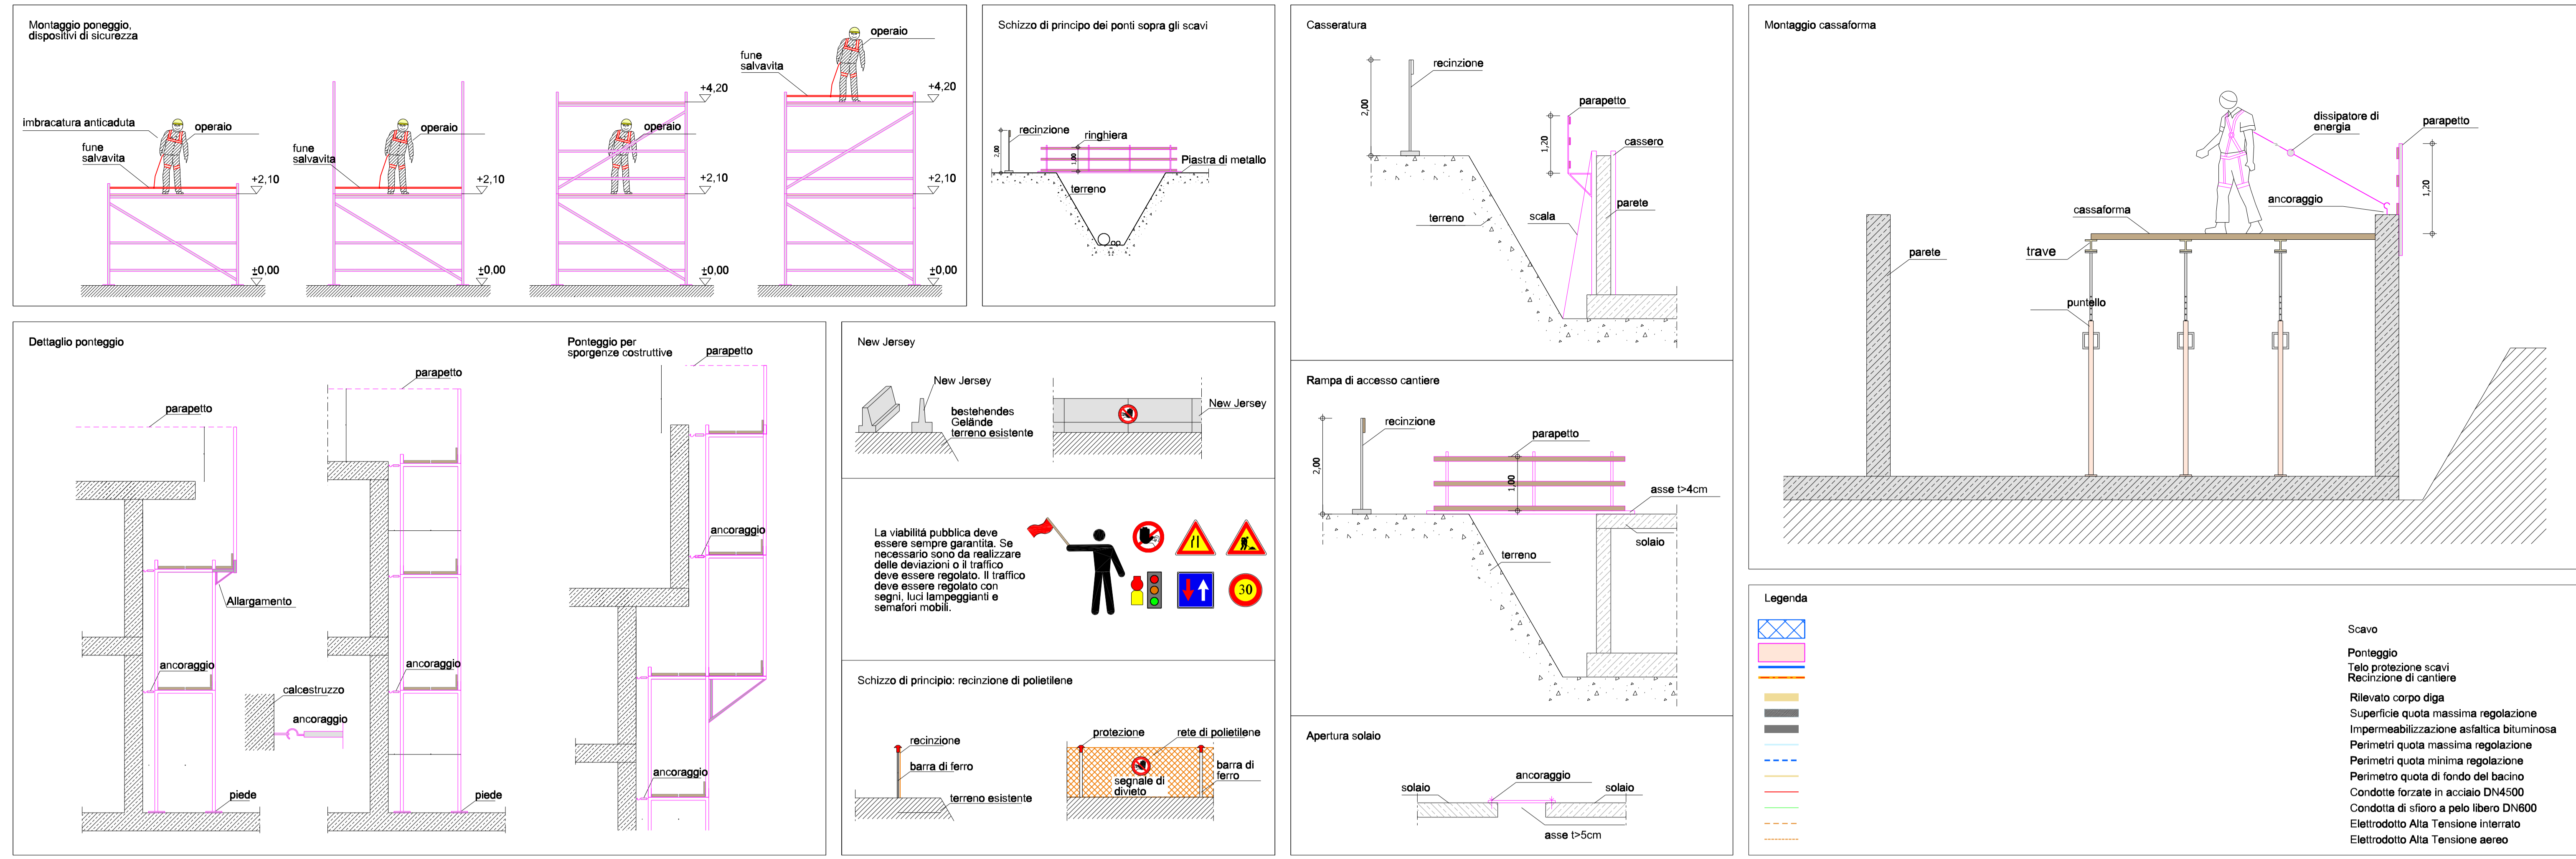 Montaggio poneggio,
dispositivi di sicurezza
imbracatura anticaduta
operaio
fune
salvavita
+2,10
±0,00
operaio
fune
salvavita
+2,10
±0,00
+4,20
operaio
+2,10
±0,00
operaio
fune
salvavita
+4,20
+2,10
±0,00
Schizzo di principo dei ponti sopra gli scavi
recinzione
ringhiera
2,00
1,00
Piastra di metallo
terreno
Casseratura
recinzione
2,00
parapetto
1,20
cassero
parete
scala
terreno
Montaggio cassaforma
dissipatore di
energia
parapetto
1,20
ancoraggio
cassaforma
trave
parete
puntello
Dettaglio ponteggio
parapetto
Allargamento
ancoraggio
piede
parapetto
ancoraggio
calcestruzzo
ancoraggio
piede
Ponteggio per
sporgenze costruttive
parapetto
ancoraggio
ancoraggio
New Jersey
New Jersey
bestehendes
Gelände
terreno esistente
New Jersey
La viabilità pubblica deve
essere sempre garantita. Se
necessario sono da realizzare
delle deviazioni o il traffico
deve essere regolato. Il traffico
deve essere regolato con
segni, luci lampeggianti e
semafori mobili.
30
Schizzo di principio: recinzione di polietilene
recinzione
barra di ferro
terreno esistente
protezione
rete di polietilene
segnale di
divieto
barra di
ferro
Rampa di accesso cantiere
recinzione
2,00
parapetto
1,00
asse t>4cm
solaio
terreno
Apertura solaio
solaio
ancoraggio
solaio
asse t>5cm
Legenda
Scavo
Ponteggio
Telo protezione scavi
Recinzione di cantiere
Rilevato corpo diga
Superficie quota massima regolazione
Impermeabilizzazione asfaltica bituminosa
Perimetri quota massima regolazione
Perimetri quota minima regolazione
Perimetro quota di fondo del bacino
Condotte forzate in acciaio DN4500
Condotta di sfioro a pelo libero DN600
Elettrodotto Alta Tensione interrato
Elettrodotto Alta Tensione aereo